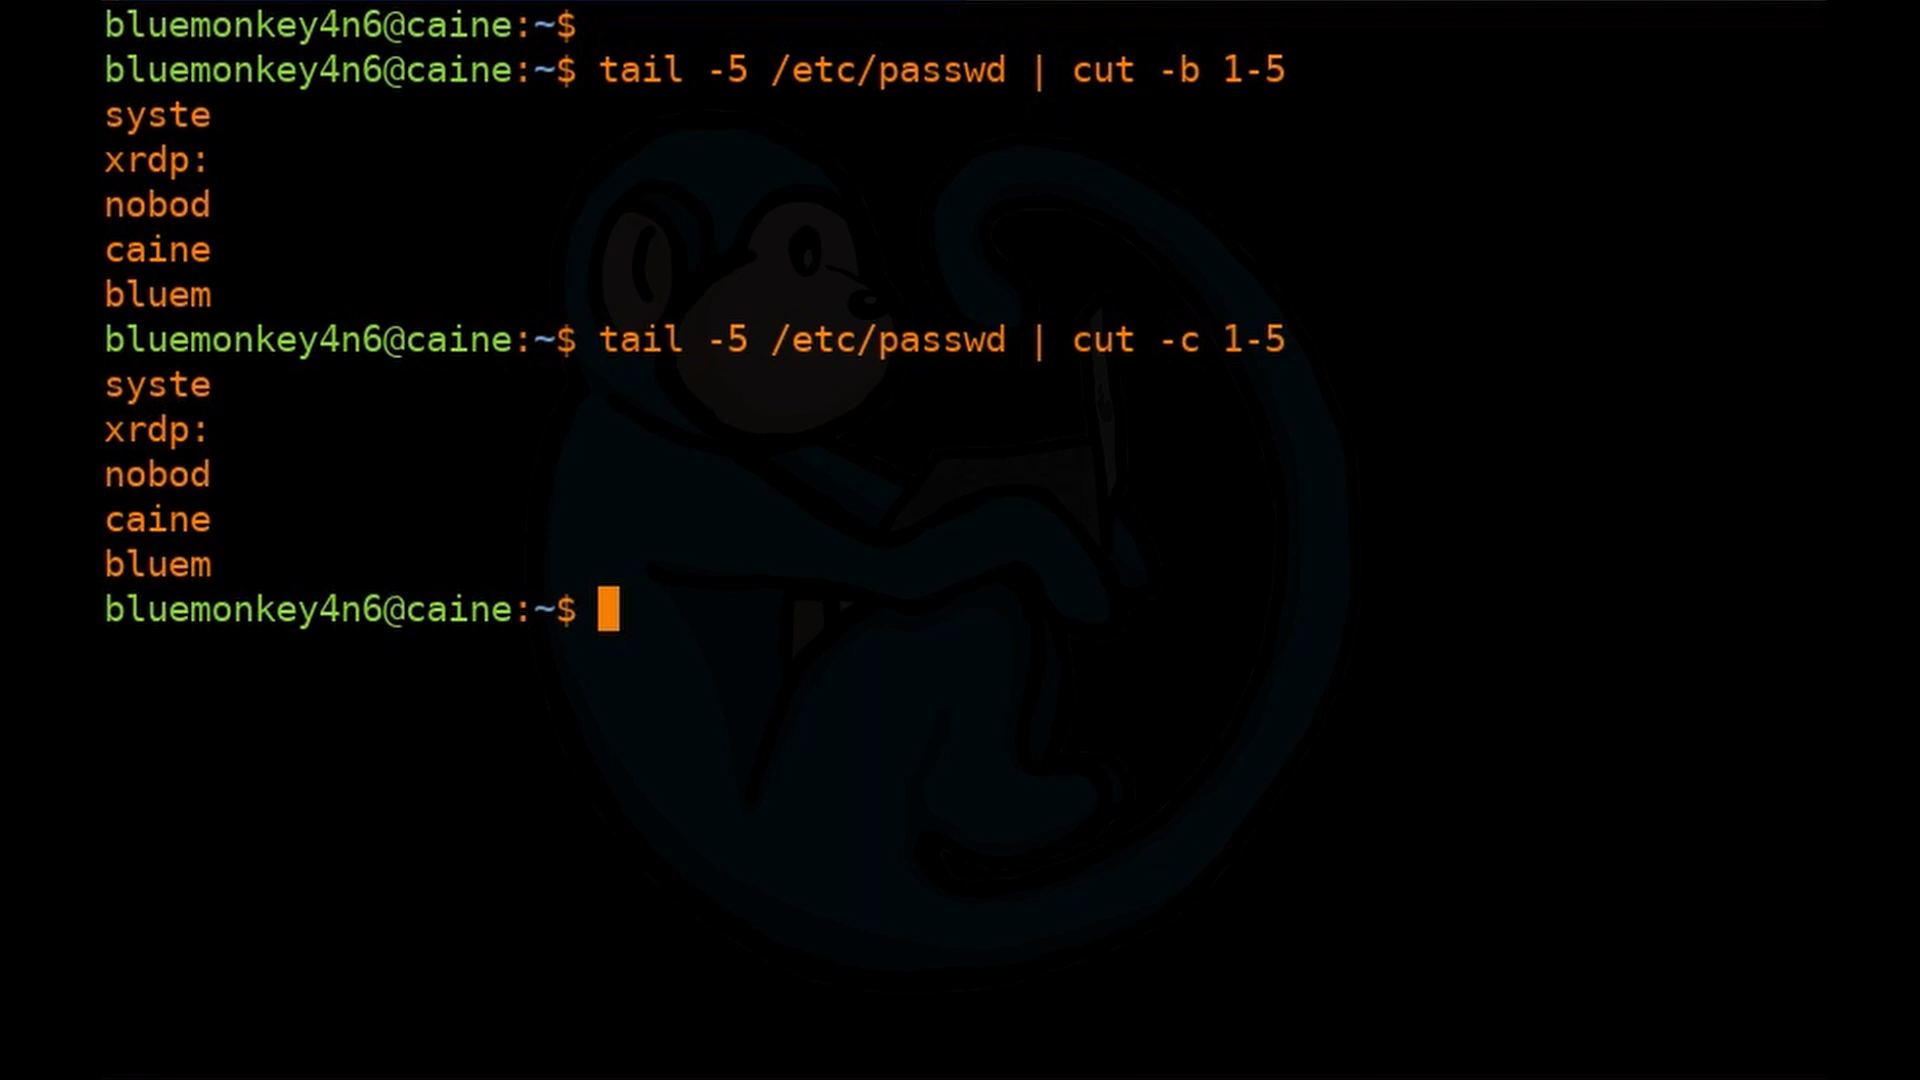 bluemonkey4n6@caine:~$
bluemonkey4n6@caine:~$ tail -5 /etc/passwd | cut -b 1-5
syste
xrdp:
nobod
caine
bluem
bluemonkey4n6@caine:~$ tail -5 /etc/passwd | cut -c 1-5
syste
xrdp:
nobod
caine
bluem
bluemonkey4n6@caine:~$